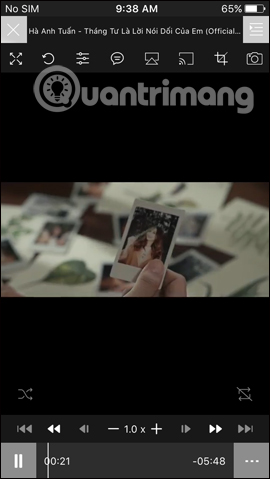 No SIM 9:38 AM 65%
Hà Anh Tuấn - Tháng Tư Là Lời Nói Dối Của Em (Official...
Quantrimang
1.0 x
00:21 -05:48